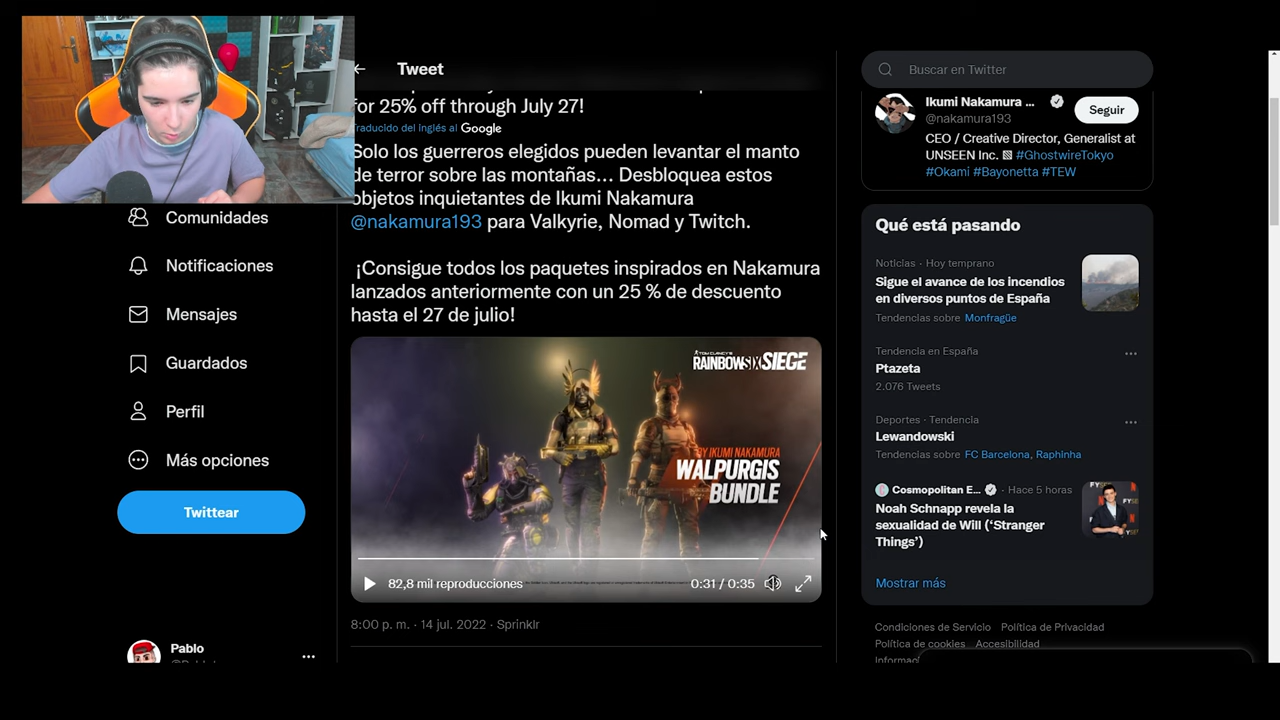 Tweet
for 25% off through July 27!
Traducido del inglés al Google
Solo los guerreros elegidos pueden levantar el manto
de terror sobre las montañas... Desbloquea estos
objetos inquietantes de Ikumi Nakamura
@nakamura193 para Valkyrie, Nomad y Twitch.
¡Consigue todos los paquetes inspirados en Nakamura
lanzados anteriormente con un 25 % de descuento
hasta el 27 de julio!
TOM CLANCY'S
RAINBOWSIX SIEGE
BY IKUMI NAKAMURA
WALPURGIS
BUNDLE
82,8 mil reproducciones
0:31 / 0:35
8:00 p. m. · 14 jul. 2022 · Sprinklr
Comunidades
Notificaciones
Mensajes
Guardados
Perfil
Más opciones
Twittear
Pablo
Buscar en Twitter
Ikumi Nakamura ...
@nakamura193
Seguir
CEO / Creative Director, Generalist at
UNSEEN Inc. #GhostwireTokyo
#Okami #Bayonetta #TEW
Qué está pasando
Noticias · Hoy temprano
Sigue el avance de los incendios
en diversos puntos de España
Tendencias sobre Monfragüe
Tendencia en España
Ptazeta
2.076 Tweets
Deportes · Tendencia
Lewandowski
Tendencias sobre FC Barcelona, Raphinha
Cosmopolitan E... · Hace 5 horas
Noah Schnapp revela la
sexualidad de Will ('Stranger
Things')
Mostrar más
Condiciones de Servicio Política de Privacidad
Política de cookies Accesibilidad